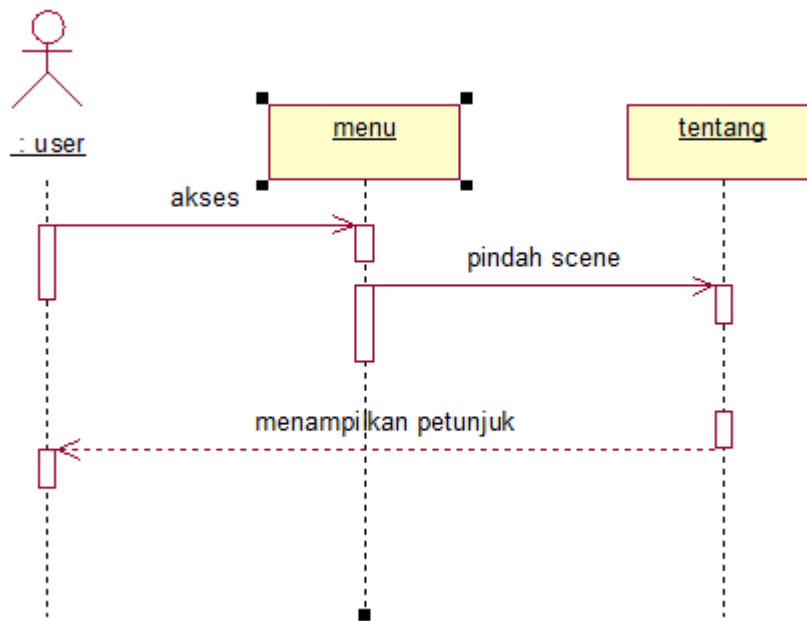 : user
menu
tentang
akses
pindah scene
menampilkan petunjuk